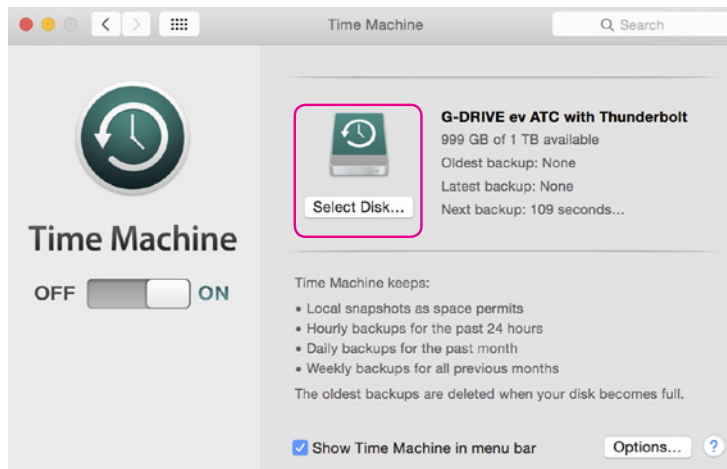 Time Machine
Search
Time Machine
OFF ON
Select Disk...
G-DRIVE ev ATC with Thunderbolt
999 GB of 1 TB available
Oldest backup: None
Latest backup: None
Next backup: 109 seconds...
Time Machine keeps:
• Local snapshots as space permits
• Hourly backups for the past 24 hours
• Daily backups for the past month
• Weekly backups for all previous months
The oldest backups are deleted when your disk becomes full.
Show Time Machine in menu bar
Options... ?